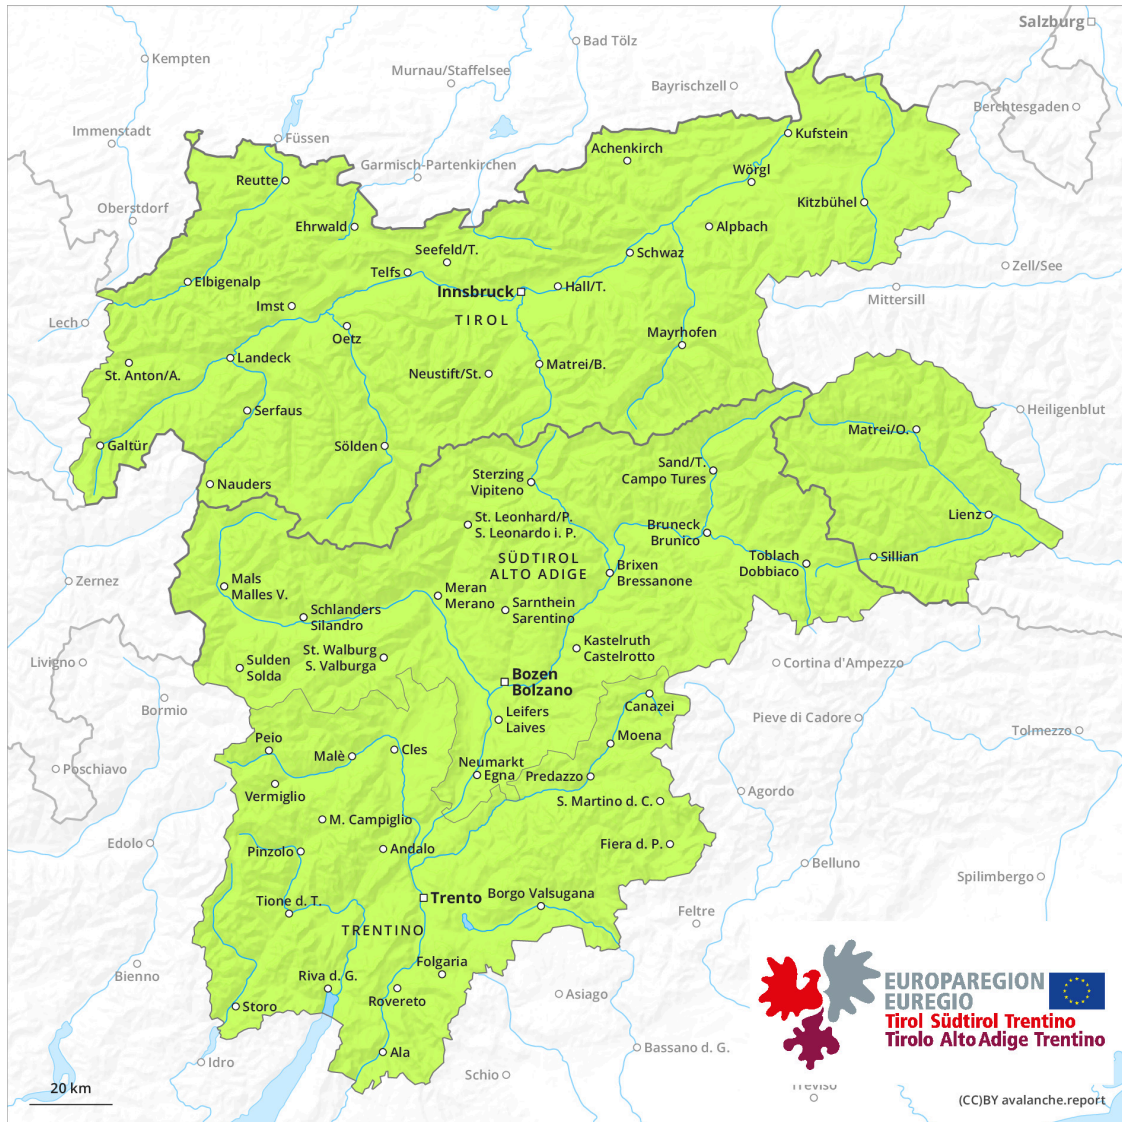 Salzburg
Bad Tölz
Kempten
Murnau/Staffelsee
Bayrischzell
Berchtesgaden
Immenstadt
Füssen
Kufstein
Achenkirch
Garmisch-Partenkirchen
Wörgl
Reutte
Kitzbühel
Oberstdorf
Ehrwald
Alpbach
Seefeld/T.
Schwaz
Zell/See
Telfs
Elbigenalp
Innsbruck
Hall/T.
Mittersill
Imst
TIROL
Lech
Oetz
Mayrhofen
Landeck
Matrei/B.
St. Anton/A.
Neustift/St.
Serfaus
Heiligenblut
Matrei/O.
Galtür
Sölden
Sand/T.
Campo Tures
Sterzing
Vipiteno
Nauders
St. Leonhard/P.
S. Leonardo i. P.
Lienz
Bruneck
Brunico
SÜDTIROL
ALTO ADIGE
Toblach
Dobbiaco
Sillian
Brixen
Bressanone
Zernez
Mals
Malles V.
Meran
Merano
Sarnthein
Sarentino
Schlanders
Silandro
Kastelruth
Castelrotto
St. Walburg
S. Valburga
Livigno
Sulden
Solda
Cortina d'Ampezzo
Bozen
Bolzano
Canazei
Bormio
Leifers
Laives
Pieve di Cadore
Tolmezzo
Moena
Peio
Malè
Cles
Neumarkt
Egna
Predazzo
Poschiavo
Vermiglio
Agordo
S. Martino d. C.
M. Campiglio
Edolo
Pinzolo
Andalo
Fiera d. P.
Belluno
Spilimbergo
Trento
Borgo Valsugana
Tione d. T.
Feltre
TRENTINO
Folgaria
Bienno
Riva d. G.
Rovereto
Asiago
Storo
EUROPAREGION
EUREGIO
Tirol Südtirol Trentino
Tirolo Alto Adige Trentino
Ala
Bassano d. G.
Idro
Schio
Treviso
20 km
(CC)BY avalanche.report